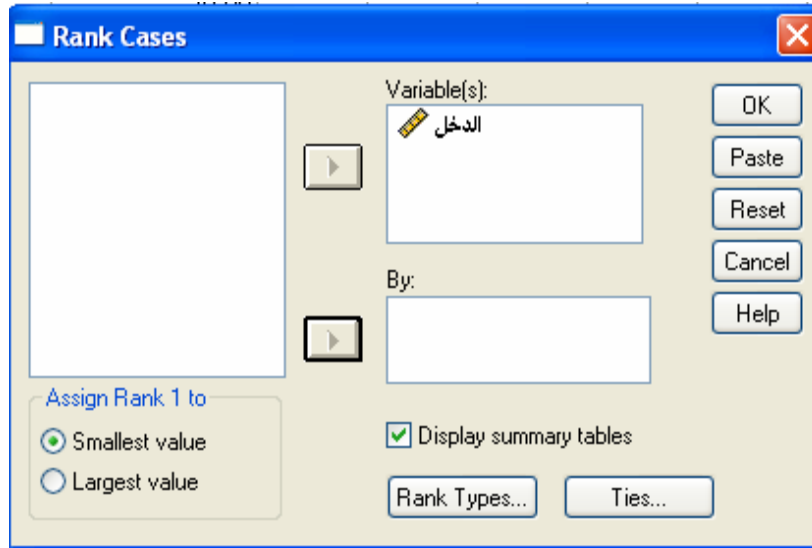 Rank Cases
Variable(s):
الدخل
By:
Assign Rank 1 to
Smallest value
Largest value
Display summary tables
Rank Types...
Ties...
OK
Paste
Reset
Cancel
Help